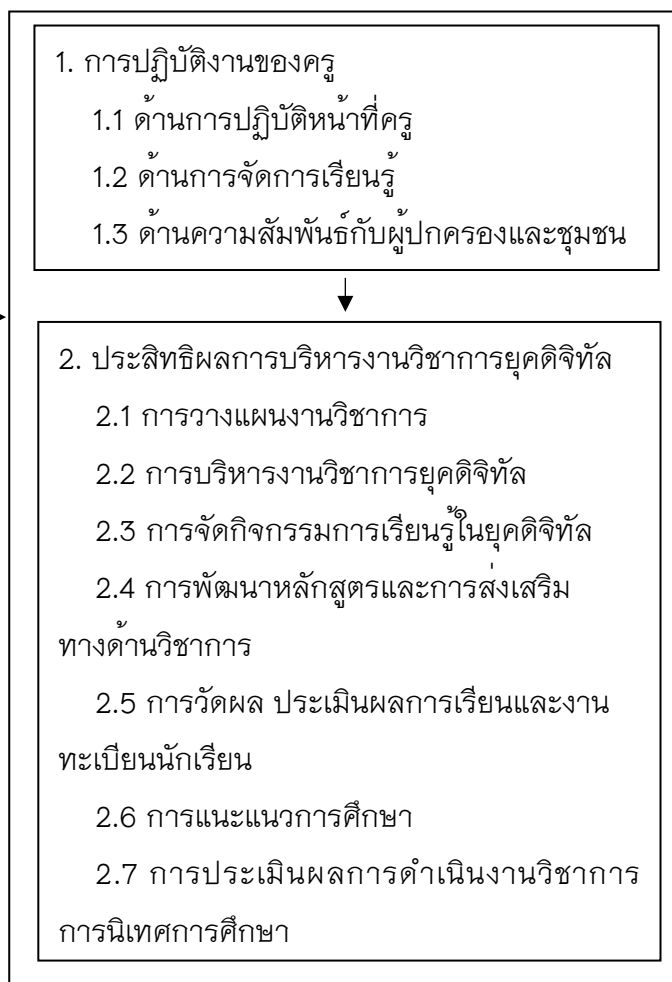 1. การปฏิบัติงานของครู
1.1 ด้านการปฏิบัติหน้าที่ครู
1.2 ด้านการจัดการเรียนรู้
1.3 ด้านความสัมพันธ์กับผู้ปกครองและชุมชน
2. ประสิทธิผลการบริหารงานวิชาการยุคดิจิทัล
2.1 การวางแผนงานวิชาการ
2.2 การบริหารงานวิชาการยุคดิจิทัล
2.3 การจัดกิจกรรมการเรียนรู้ในยุคดิจิทัล
2.4 การพัฒนาหลักสูตรและการส่งเสริม
ทางด้านวิชาการ
2.5 การวัดผล ประเมินผลการเรียนและงาน
ทะเบียนนักเรียน
2.6 การแนะแนวการศึกษา
2.7 การประเมินผลการดำเนินงานวิชาการ
การนิเทศการศึกษา